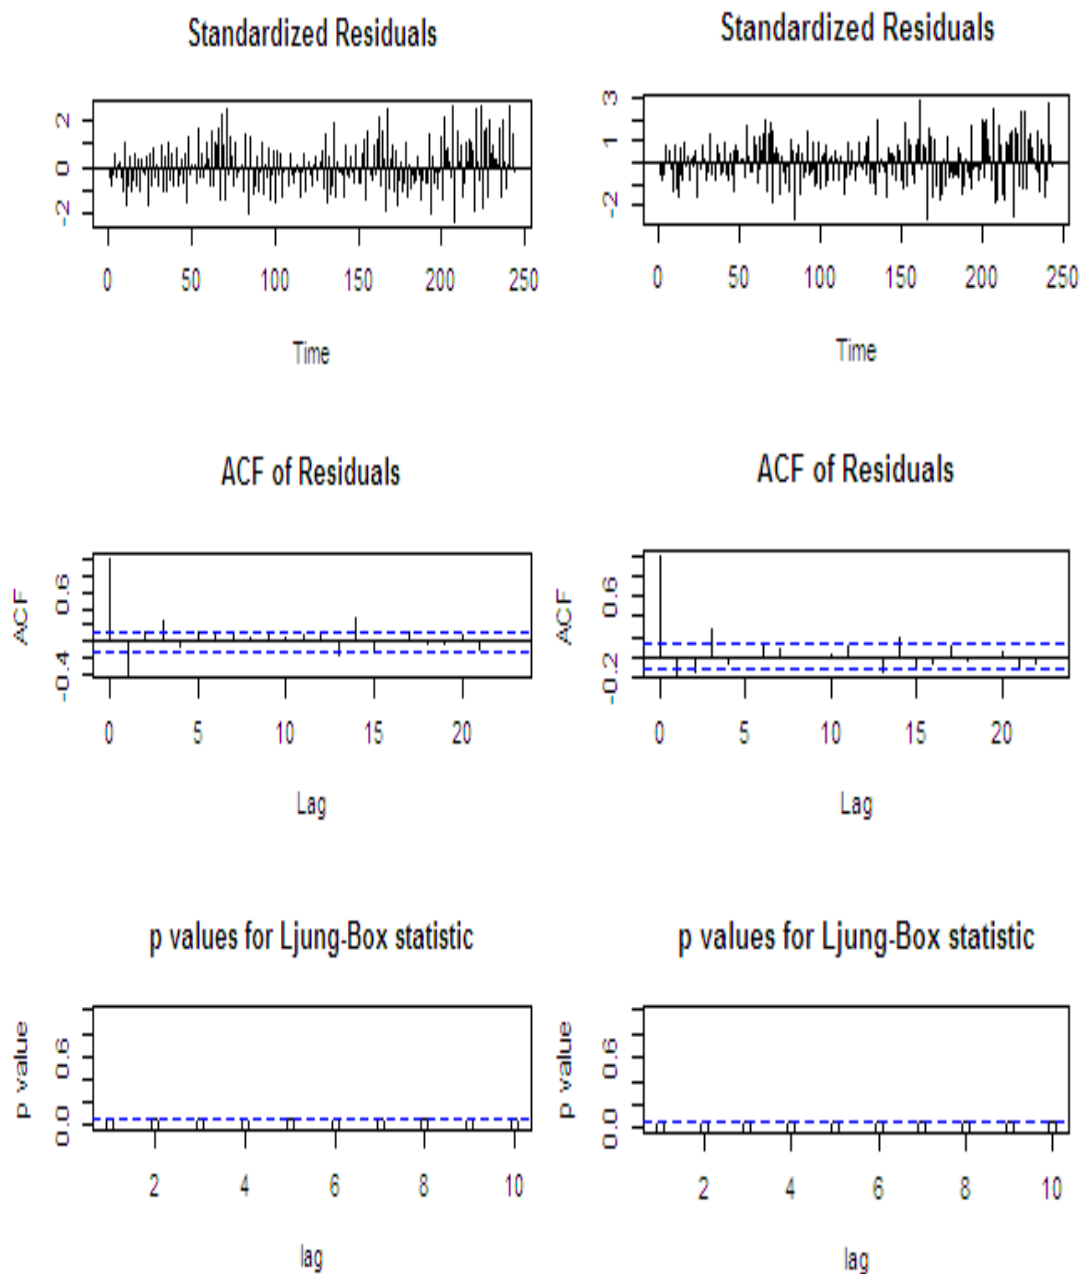 Standardized Residuals
2
0
-2
0 50 100 150 200 250
Time
Standardized Residuals
3
1
-2
0 50 100 150 200 250
Time
ACF of Residuals
ACF
0.6
-0.4
0 5 10 15 20
Lag
ACF of Residuals
ACF
0.6
-0.2
0 5 10 15 20
Lag
p values for Ljung-Box statistic
p value
0.6
0.0
2 4 6 8 10
lag
p values for Ljung-Box statistic
p value
0.6
0.0
2 4 6 8 10
lag